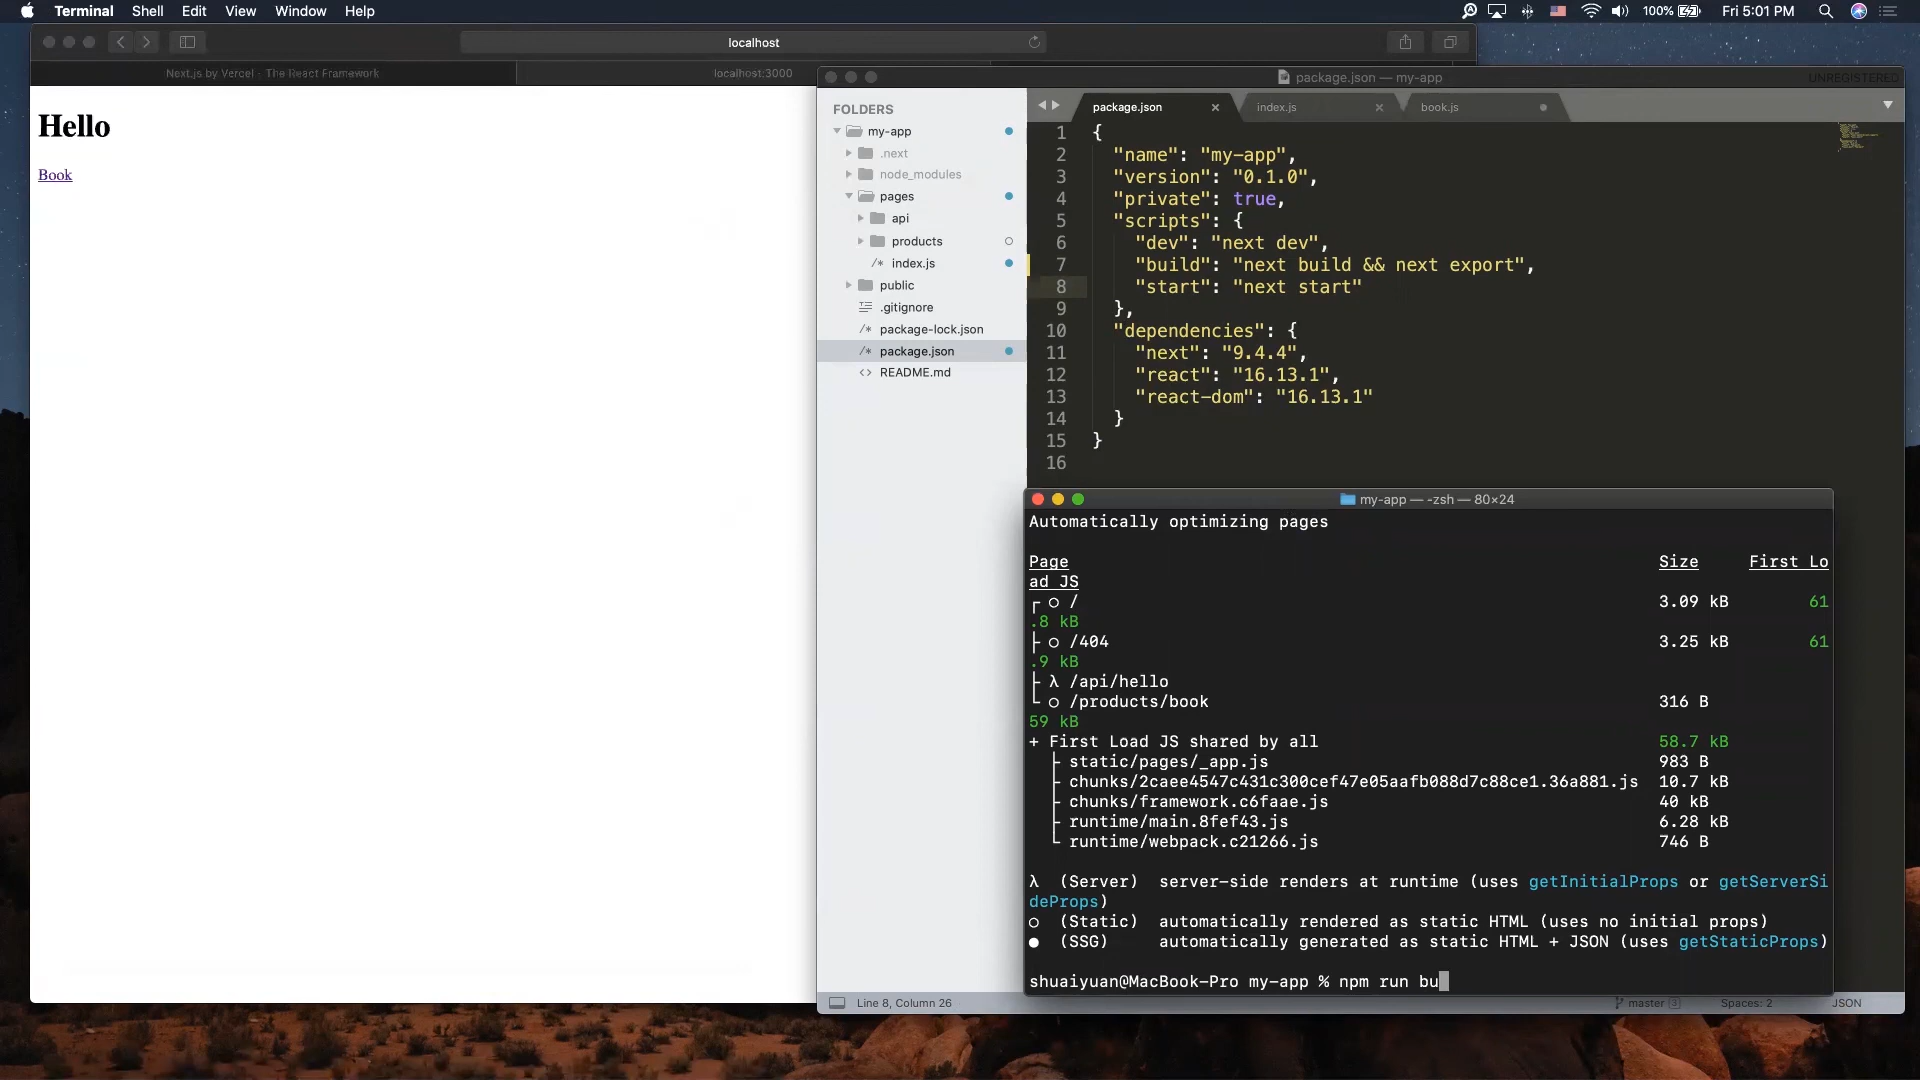 Terminal Shell Edit View Window Help 100% Fri 5:01 PM
localhost
Next.js by Vercel - The React Framework
localhost:3000
Hello
Book
package.json — my-app
UNREGISTERED
FOLDERS
my-app
.next
node_modules
pages
api
products
index.js
public
.gitignore
package-lock.json
package.json
README.md
package.json index.js book.js
1 {
2 "name": "my-app",
3 "version": "0.1.0",
4 "private": true,
5 "scripts": {
6 "dev": "next dev",
7 "build": "next build && next export",
8 "start": "next start"
9 },
10 "dependencies": {
11 "next": "9.4.4",
12 "react": "16.13.1",
13 "react-dom": "16.13.1"
14 }
15 }
16
my-app — -zsh — 80×24
Automatically optimizing pages
Page Size First Lo
ad JS
┌ ○ / 3.09 kB 61
.8 kB
├ ○ /404 3.25 kB 61
.9 kB
├ λ /api/hello
└ ○ /products/book 316 B
59 kB
+ First Load JS shared by all 58.7 kB
├ static/pages/_app.js 983 B
├ chunks/2caee4547c431c300cef47e05aafb088d7c88ce1.36a881.js 10.7 kB
├ chunks/framework.c6faae.js 40 kB
├ runtime/main.8fef43.js 6.28 kB
└ runtime/webpack.c21266.js 746 B
λ (Server) server-side renders at runtime (uses getInitialProps or getServerSi
deProps)
○ (Static) automatically rendered as static HTML (uses no initial props)
● (SSG) automatically generated as static HTML + JSON (uses getStaticProps)
shuaiyuan@MacBook-Pro my-app % npm run bu
Line 8, Column 26
master 3 Spaces: 2 JSON